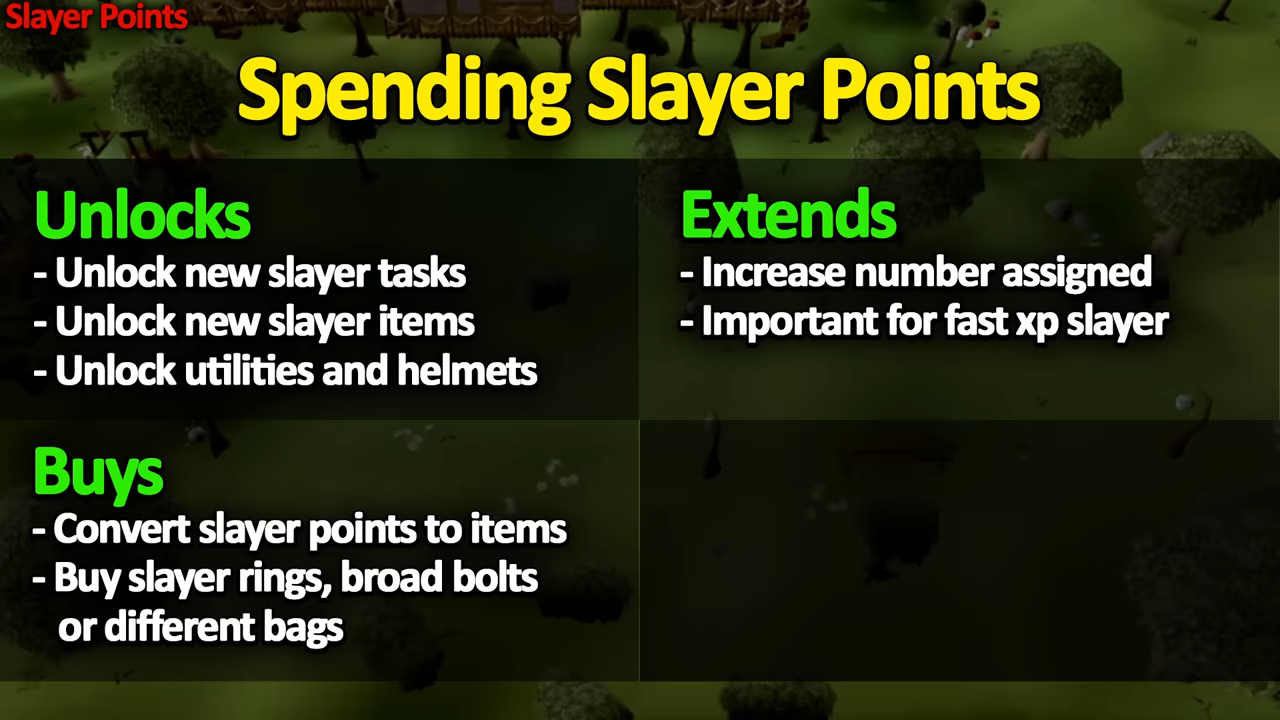 Slayer Points
Spending Slayer Points
Unlocks
- Unlock new slayer tasks
- Unlock new slayer items
- Unlock utilities and helmets
Extends
- Increase number assigned
- Important for fast xp slayer
Buys
- Convert slayer points to items
- Buy slayer rings, broad bolts
or different bags